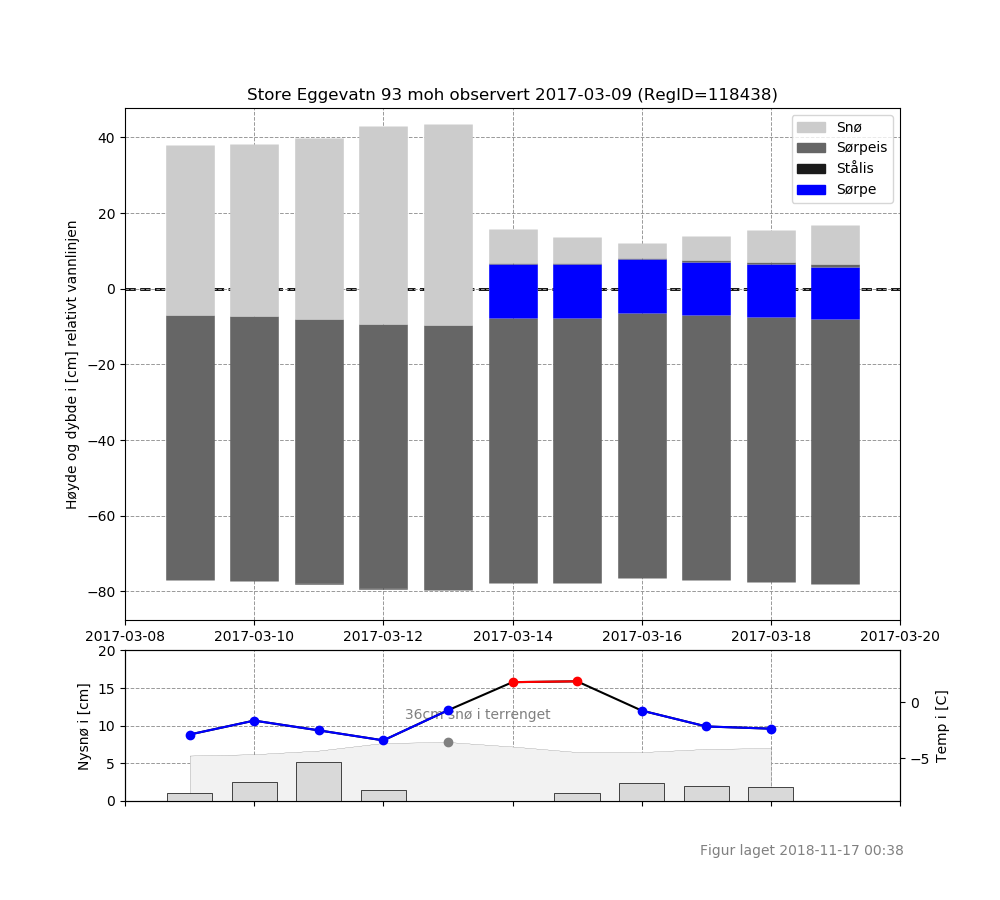 Store Eggevatn 93 moh observert 2017-03-09 (RegID=118438)
Snø
Sørpeis
Stålis
Sørpe
Høyde og dybde i [cm] relativt vannlinjen
40
20
0
−20
−40
−60
−80
2017-03-08 2017-03-10 2017-03-12 2017-03-14 2017-03-16 2017-03-18 2017-03-20
Nysnø i [cm]
20
15
10
5
0
36cm snø i terrenget
0
−5
Temp i [C]
Figur laget 2018-11-17 00:38